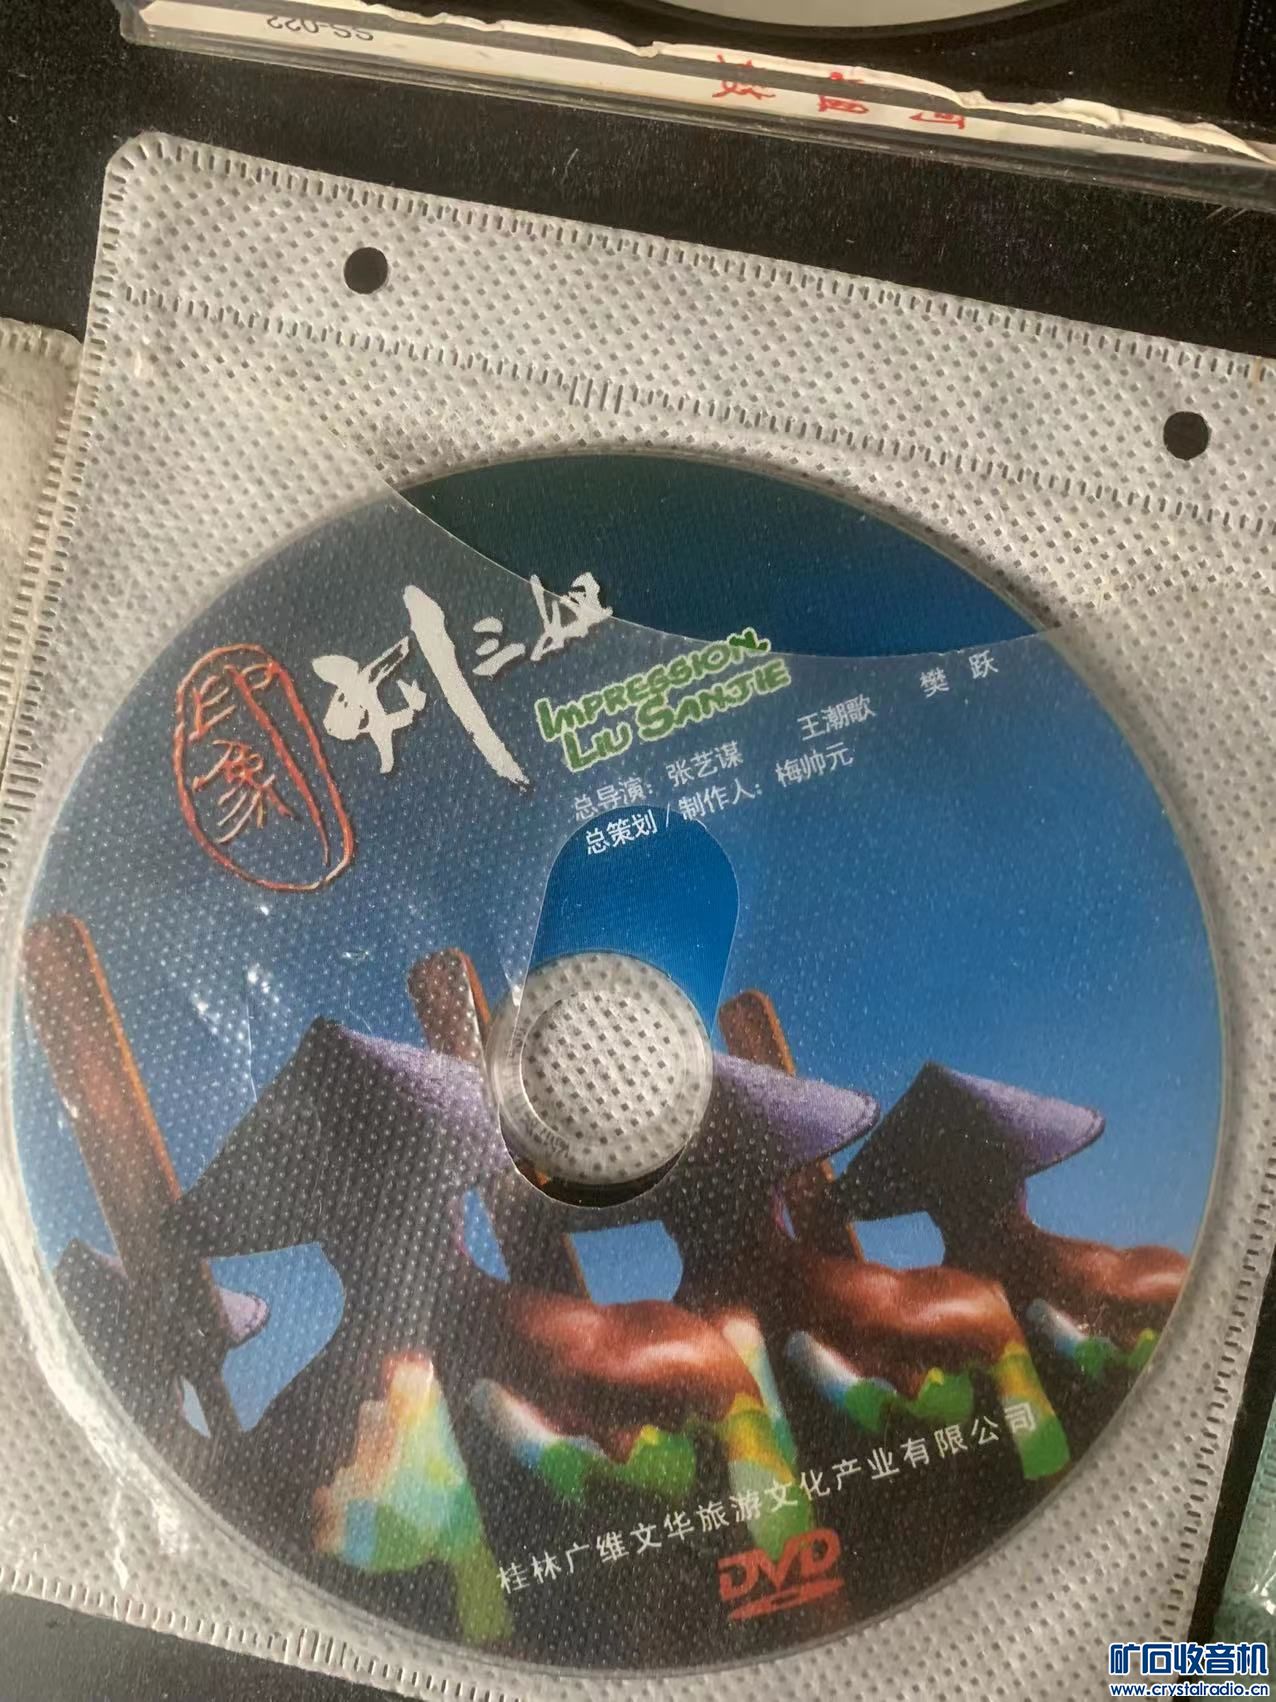 SS-022
印象
刘三姐
IMPRESSION,
LIU SANJIE
总导演：张艺谋 王潮歌 樊跃
总策划/制作人：梅帅元
桂林广维文华旅游文化产业有限公司
DVD
矿石收音机
www.crystalradio.cn